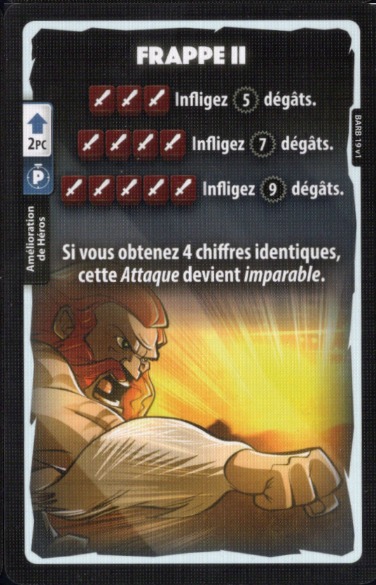 FRAPPE II
Infligez 5 dégâts.
Infligez 7 dégâts.
Infligez 9 dégâts.
2PC
P
Amélioration
de Héros
BARB 19 v1
Si vous obtenez 4 chiffres identiques,
cette Attaque devient imparable.